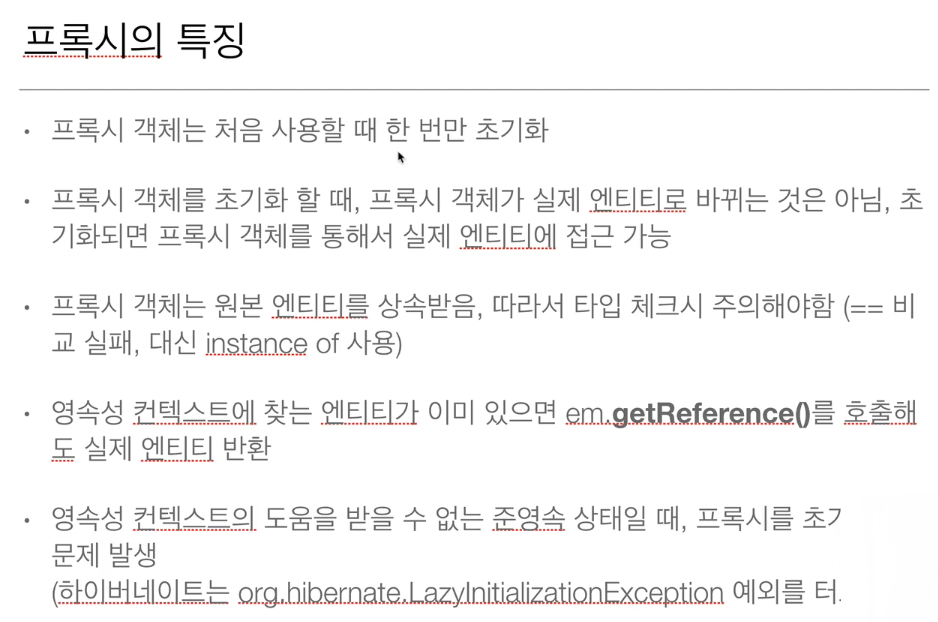 프록시의 특징
• 프록시 객체는 처음 사용할 때 한 번만 초기화
• 프록시 객체를 초기화 할 때, 프록시 객체가 실제 엔티티로 바뀌는 것은 아님, 초
기화되면 프록시 객체를 통해서 실제 엔티티에 접근 가능
• 프록시 객체는 원본 엔티티를 상속받음, 따라서 타입 체크시 주의해야함 (== 비
교 실패, 대신 instance of 사용)
• 영속성 컨텍스트에 찾는 엔티티가 이미 있으면 em.getReference()를 호출해
도 실제 엔티티 반환
• 영속성 컨텍스트의 도움을 받을 수 없는 준영속 상태일 때, 프록시를
문제 발생
(하이버네이트는 org.hibernate.LazyInitializationException 예외를